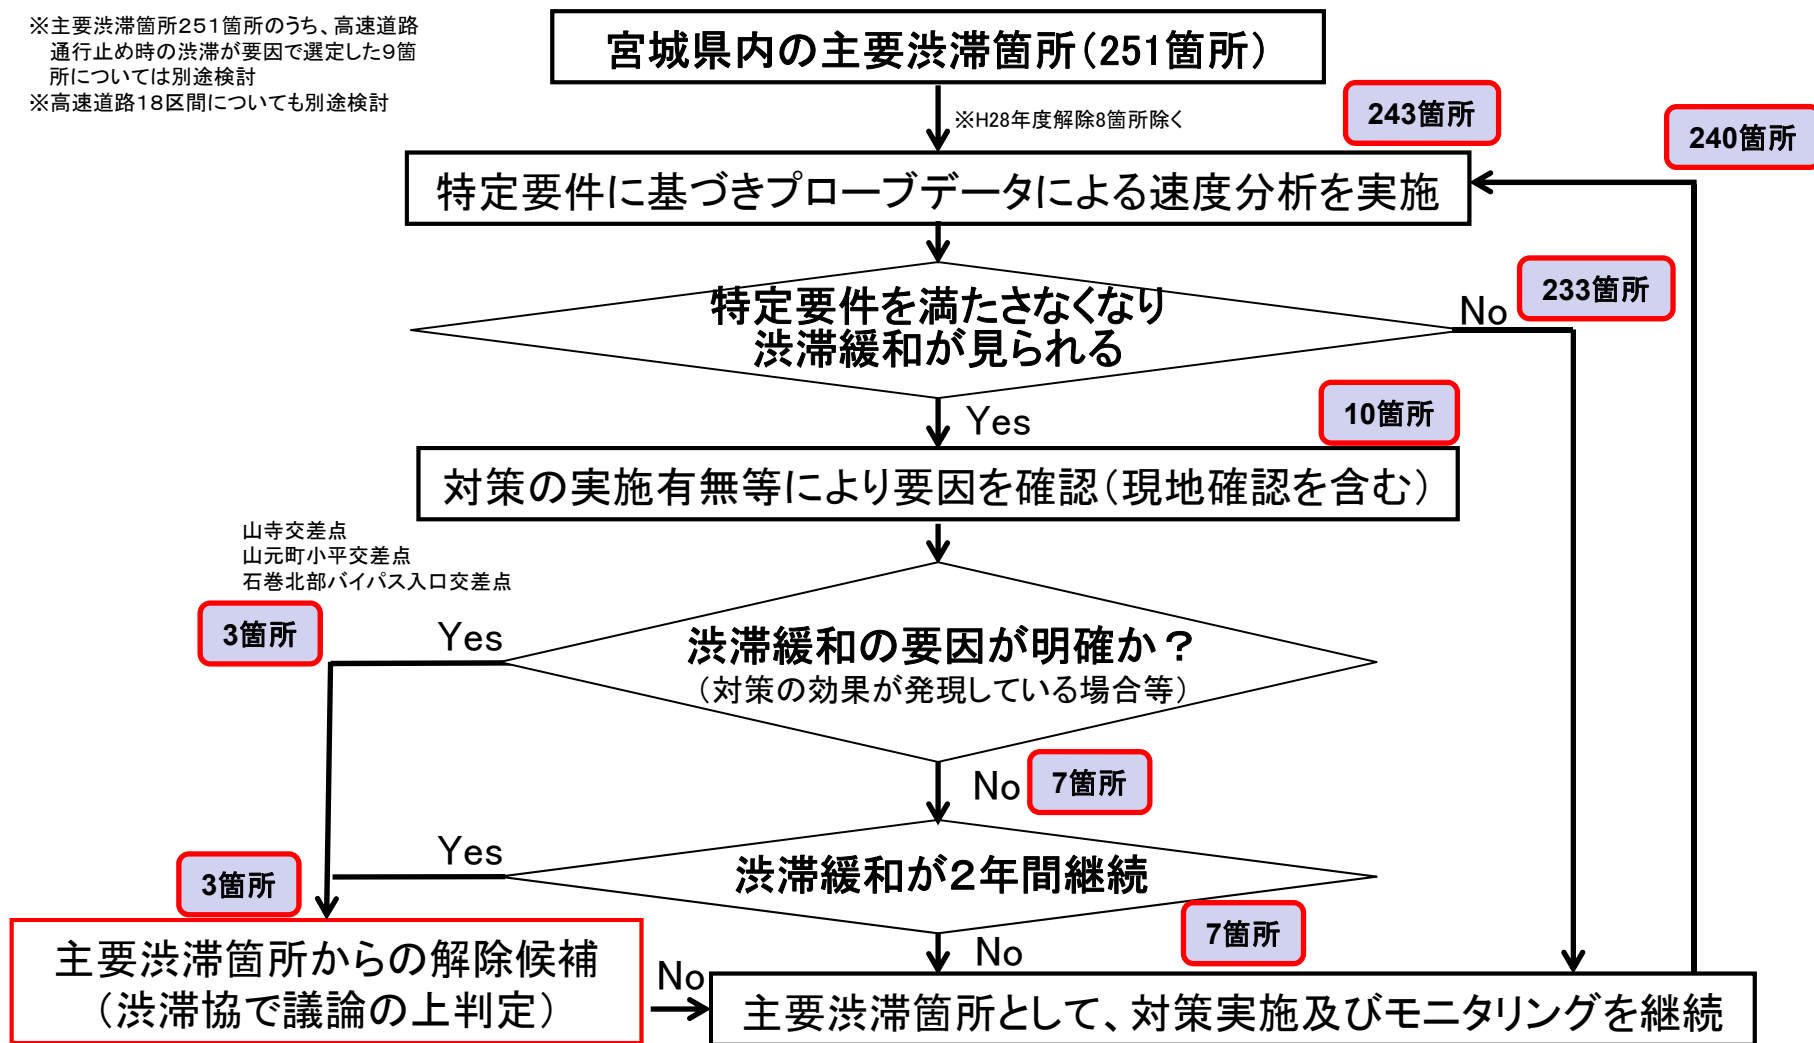 ※主要渋滞箇所251箇所のうち、高速道路
通行止め時の渋滞が要因で選定した9箇
所については別途検討
※高速道路18区間についても別途検討
宮城県内の主要渋滞箇所(251箇所)
※H28年度解除8箇所除く
243箇所
240箇所
特定要件に基づきプローブデータによる速度分析を実施
特定要件を満たさなくなり
渋滞緩和が見られる
No
233箇所
Yes
10箇所
対策の実施有無等により要因を確認(現地確認を含む)
山寺交差点
山元町小平交差点
石巻北部バイパス入口交差点
3箇所
Yes
渋滞緩和の要因が明確か?
(対策の効果が発現している場合等)
No
7箇所
Yes
渋滞緩和が2年間継続
3箇所
No
7箇所
主要渋滞箇所からの解除候補
(渋滞協で議論の上判定)
No
主要渋滞箇所として、対策実施及びモニタリングを継続